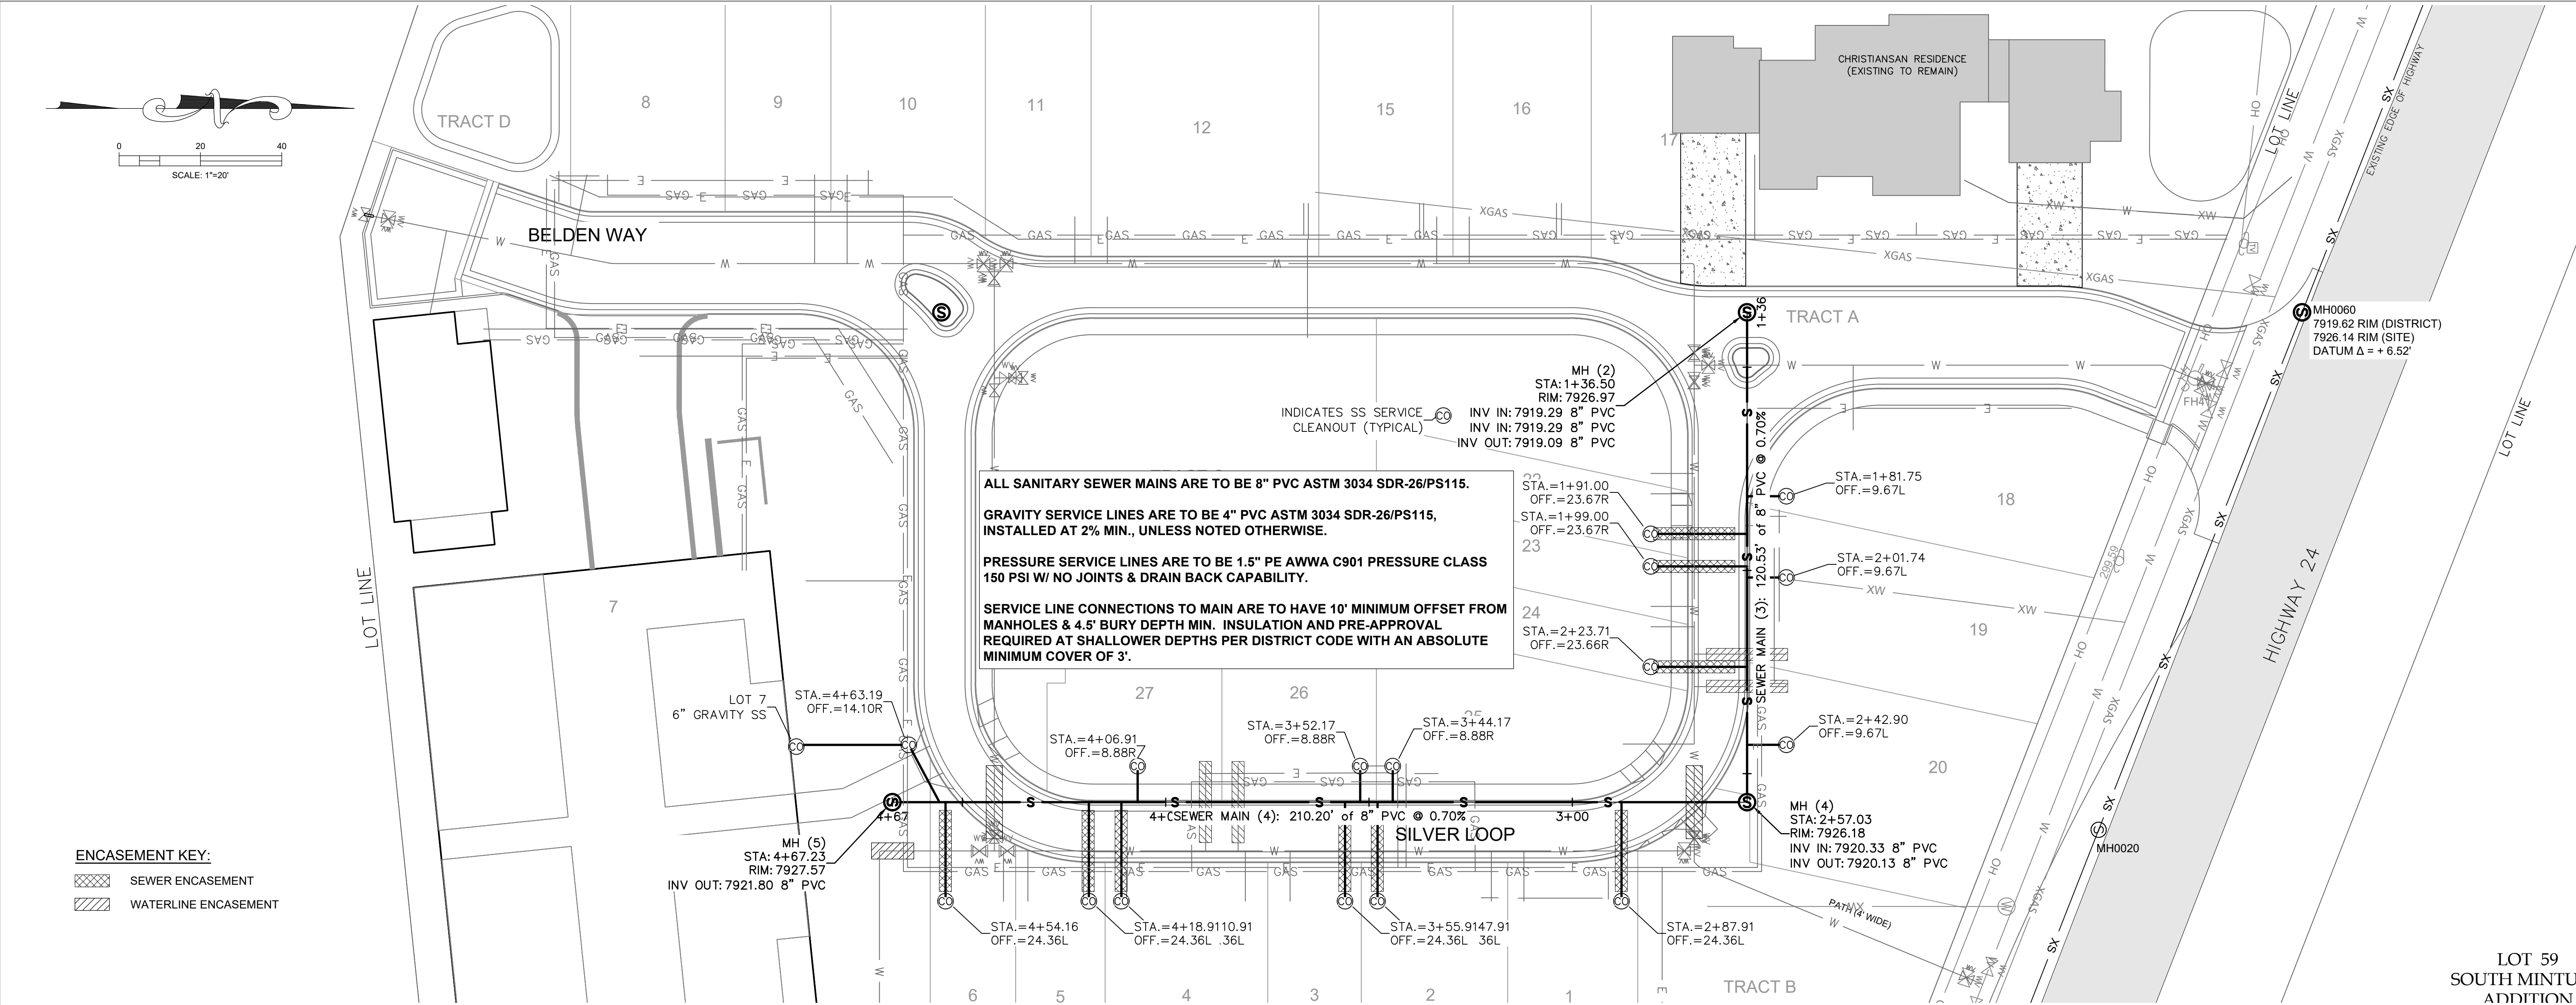 CHRISTIANSAN RESIDENCE
(EXISTING TO REMAIN)
TRACT D
8
9
10
11
12
15
16
17
0 20 40
SCALE: 1"=20'
BELDEN WAY
LOT LINE
EXISTING EDGE OF HIGHWAY
MH0060
7919.62 RIM (DISTRICT)
7926.14 RIM (SITE)
DATUM Δ = + 6.52'
TRACT A
1+36
MH (2)
STA: 1+36.50
RIM: 7926.97
INV IN: 7919.29 8" PVC
INV IN: 7919.29 8" PVC
INV OUT: 7919.09 8" PVC
INDICATES SS SERVICE
CLEANOUT (TYPICAL)
CO
ALL SANITARY SEWER MAINS ARE TO BE 8" PVC ASTM 3034 SDR-26/PS115.
GRAVITY SERVICE LINES ARE TO BE 4" PVC ASTM 3034 SDR-26/PS115,
INSTALLED AT 2% MIN., UNLESS NOTED OTHERWISE.
PRESSURE SERVICE LINES ARE TO BE 1.5" PE AWWA C901 PRESSURE CLASS
150 PSI W/ NO JOINTS & DRAIN BACK CAPABILITY.
SERVICE LINE CONNECTIONS TO MAIN ARE TO HAVE 10' MINIMUM OFFSET FROM
MANHOLES & 4.5' BURY DEPTH MIN. INSULATION AND PRE-APPROVAL
REQUIRED AT SHALLOWER DEPTHS PER DISTRICT CODE WITH AN ABSOLUTE
MINIMUM COVER OF 3'.
STA.=1+91.00
OFF.=23.67R
STA.=1+99.00
OFF.=23.67R
23
24
STA.=2+23.71
OFF.=23.66R
SEWER MAIN (3): 120.53' of 8" PVC @ 0.70%
STA.=1+81.75
OFF.=9.67L
18
STA.=2+01.74
OFF.=9.67L
19
299.59
STA.=2+42.90
OFF.=9.67L
20
HIGHWAY 24
LOT LINE
LOT LINE
7
LOT 7
6" GRAVITY SS
STA.=4+63.19
OFF.=14.10R
27
26
STA.=4+06.91
OFF.=8.88R
STA.=3+52.17
OFF.=8.88R
STA.=3+44.17
OFF.=8.88R
4+67
SEWER MAIN (4): 210.20' of 8" PVC @ 0.70%
3+00
SILVER LOOP
MH (5)
STA: 4+67.23
RIM: 7927.57
INV OUT: 7921.80 8" PVC
MH (4)
STA: 2+57.03
RIM: 7926.18
INV IN: 7920.33 8" PVC
INV OUT: 7920.13 8" PVC
MH0020
ENCASEMENT KEY:
SEWER ENCASEMENT
WATERLINE ENCASEMENT
STA.=4+54.16
OFF.=24.36L
STA.=4+18.91
OFF.=24.36L
STA.=3+55.91
OFF.=24.36L
STA.=2+87.91
OFF.=24.36L
PATH (4' WIDE)
TRACT B
6
5
4
3
2
1
LOT 59